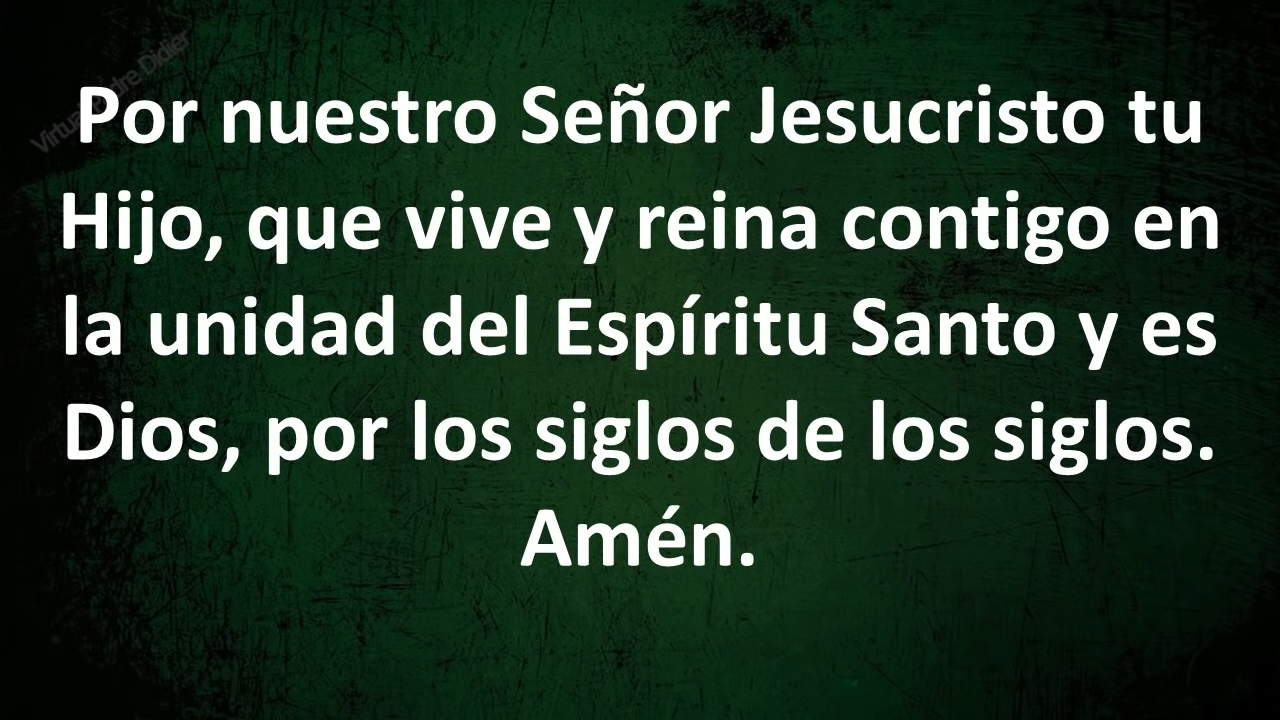 Por nuestro Señor Jesucristo tu
Hijo, que vive y reina contigo en
la unidad del Espíritu Santo y es
Dios, por los siglos de los siglos.
Amén.